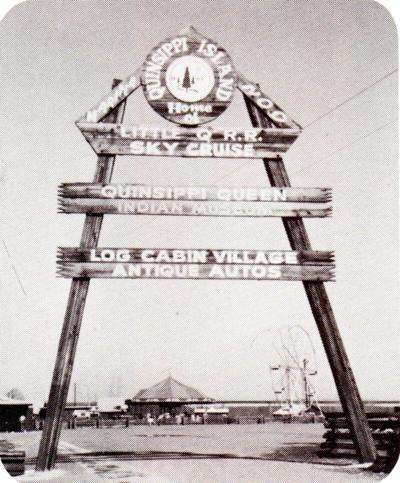 QUINSIPPI ISLAND
ZOO
Home
of
LITTLE Q R.R.
SKY CRUISE
QUINSIPPI QUEEN
INDIAN MUSEUM
LOG CABIN VILLAGE
ANTIQUE AUTOS